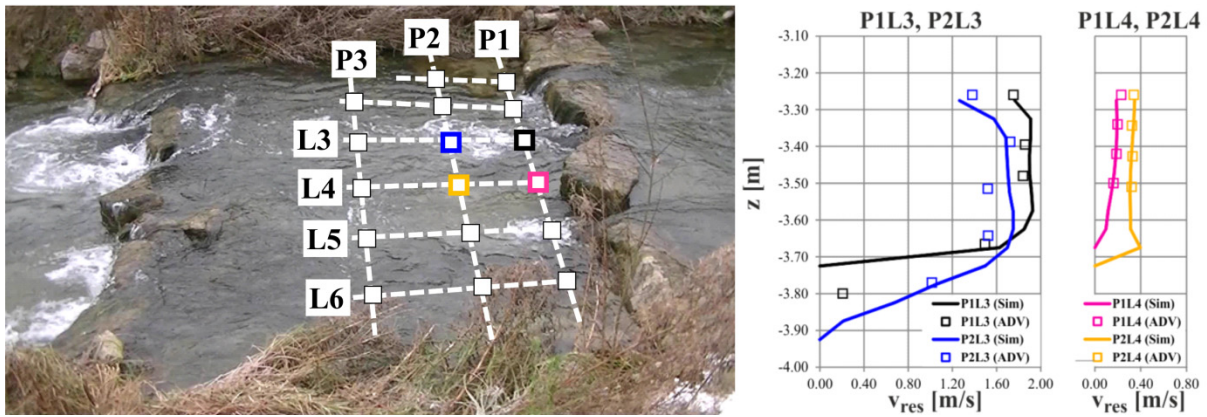 P1
P2
P3
L3
L4
L5
L6
P1L3, P2L3
P1L4, P2L4
z [m]
-3.10
-3.20
-3.30
-3.40
-3.50
-3.60
-3.70
-3.80
-3.90
-4.00
P1L3 (Sim)
P1L3 (ADV)
P2L3 (Sim)
P2L3 (ADV)
P1L4 (Sim)
P1L4 (ADV)
P2L4 (Sim)
P2L4 (ADV)
0.00 0.40 0.80 1.20 1.60 2.00
0.00 0.40 0.80
vres [m/s]
vres [m/s]